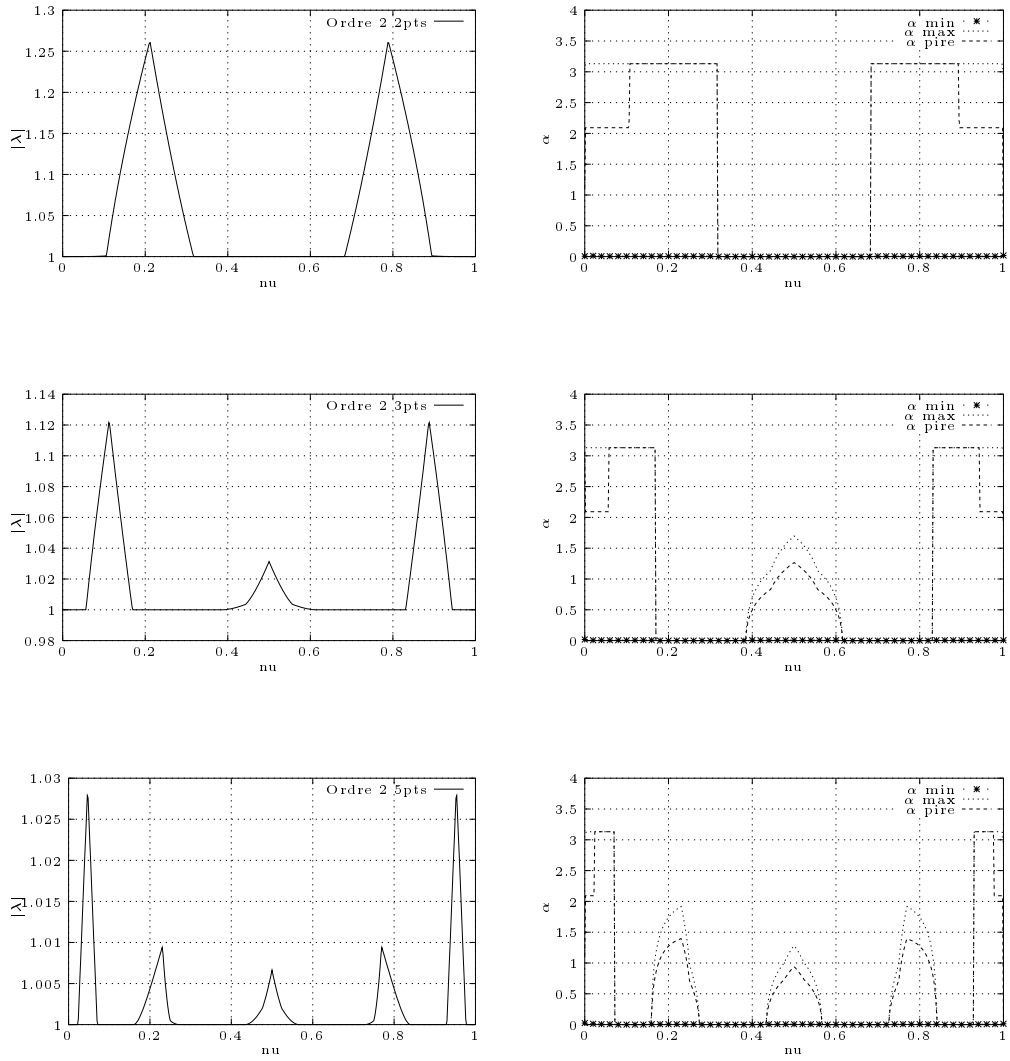 1.3
1.25
1.2
1.15
1.1
1.05
1
|λ|
Ordre 2 2pts
0 0.2 0.4 0.6 0.8 1
nu
4
3.5
3
2.5
2
1.5
1
0.5
0
α
α min
α max
α pire
0 0.2 0.4 0.6 0.8 1
nu
1.14
1.12
1.1
1.08
1.06
1.04
1.02
1
0.98
|λ|
Ordre 2 3pts
0 0.2 0.4 0.6 0.8 1
nu
4
3.5
3
2.5
2
1.5
1
0.5
0
α
α min
α max
α pire
0 0.2 0.4 0.6 0.8 1
nu
1.03
1.025
1.02
1.015
1.01
1.005
1
|λ|
Ordre 2 5pts
0 0.2 0.4 0.6 0.8 1
nu
4
3.5
3
2.5
2
1.5
1
0.5
0
α
α min
α max
α pire
0 0.2 0.4 0.6 0.8 1
nu